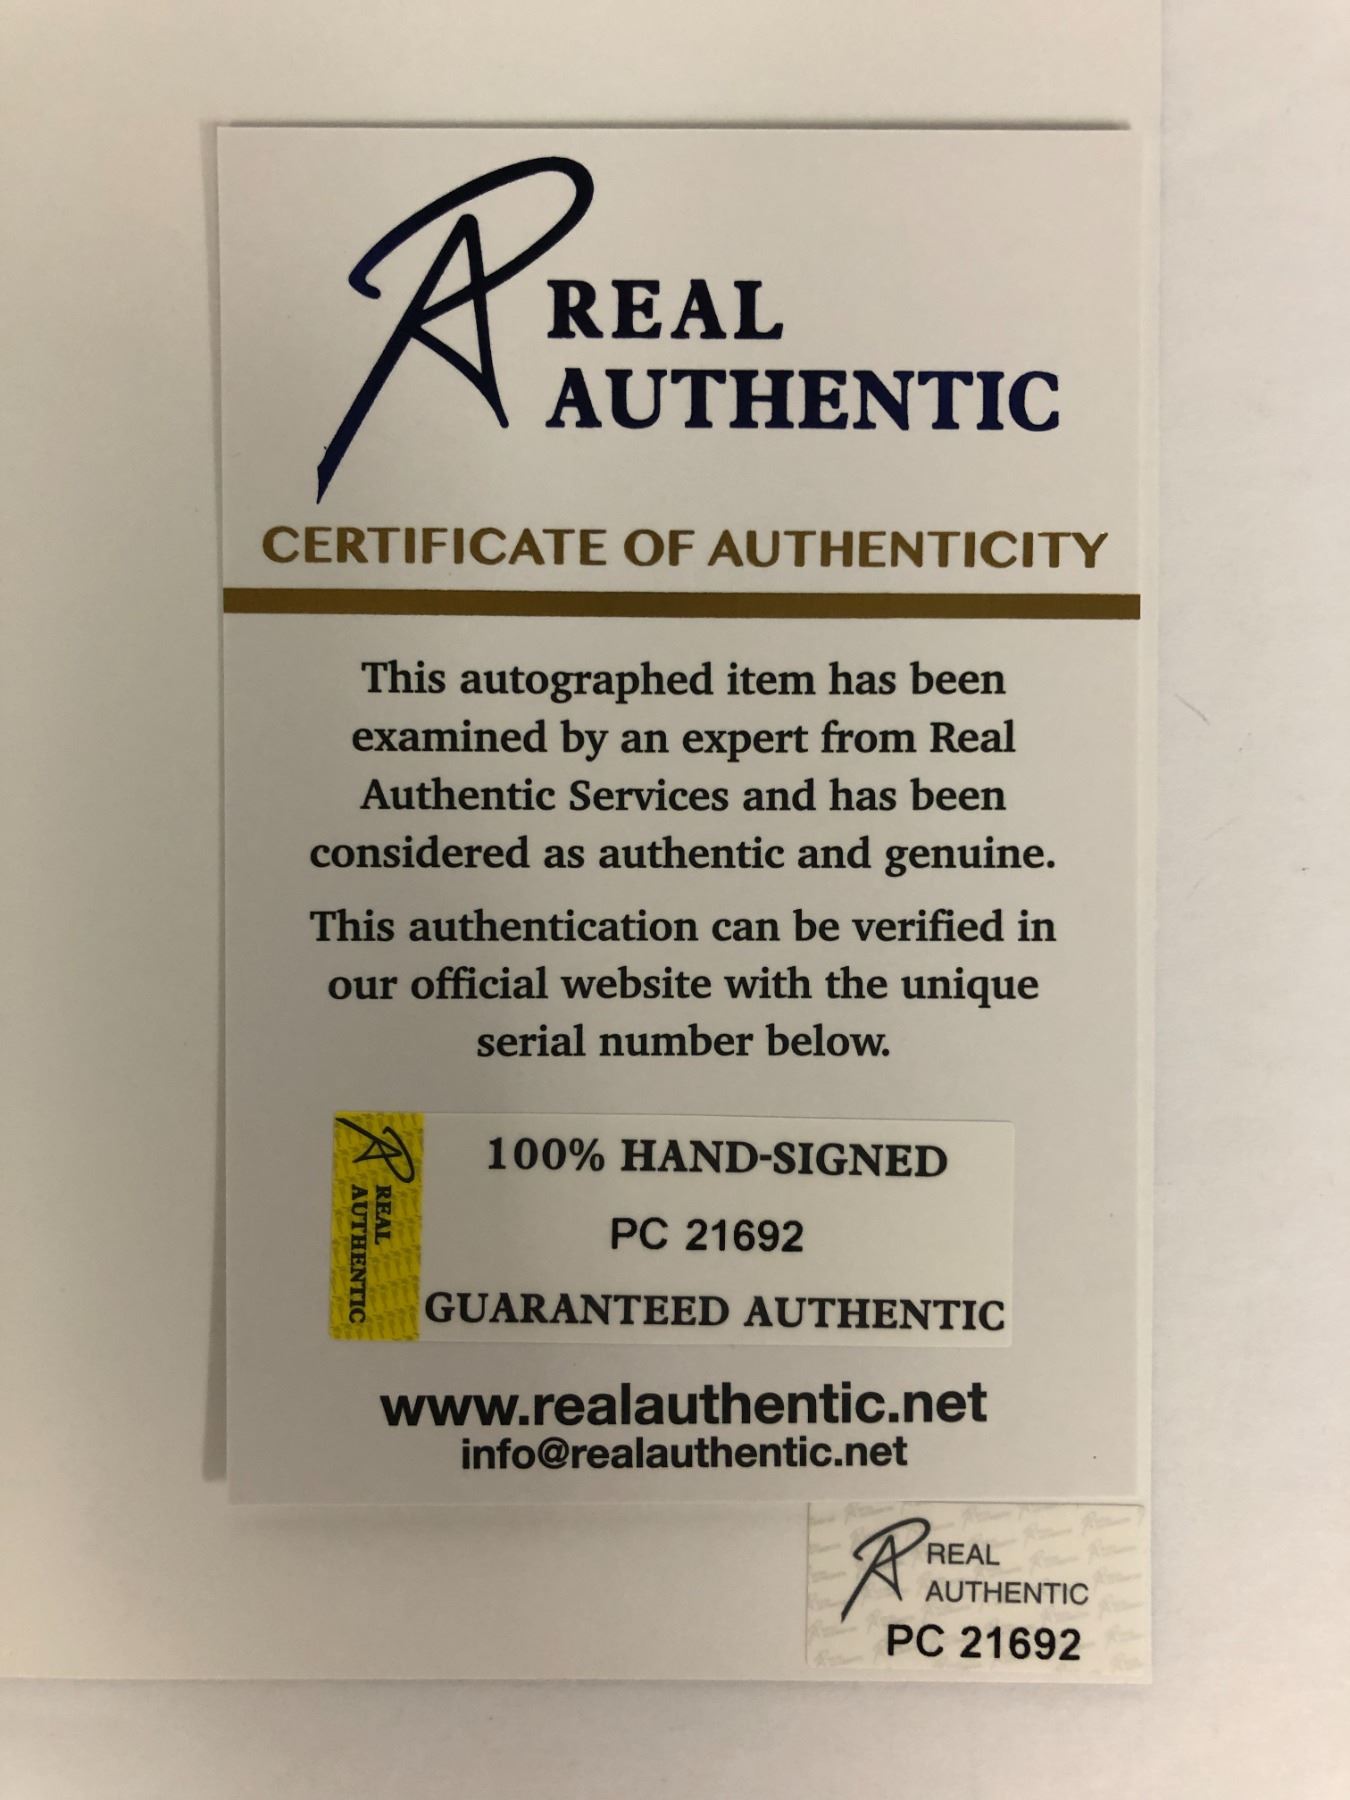 REAL
AUTHENTIC
CERTIFICATE OF AUTHENTICITY
This autographed item has been
examined by an expert from Real
Authentic Services and has been
considered as authentic and genuine.
This authentication can be verified in
our official website with the unique
serial number below.
REAL
AUTHENTIC
100% HAND-SIGNED
PC 21692
GUARANTEED AUTHENTIC
www.realauthentic.net
info@realauthentic.net
REAL
AUTHENTIC
PC 21692